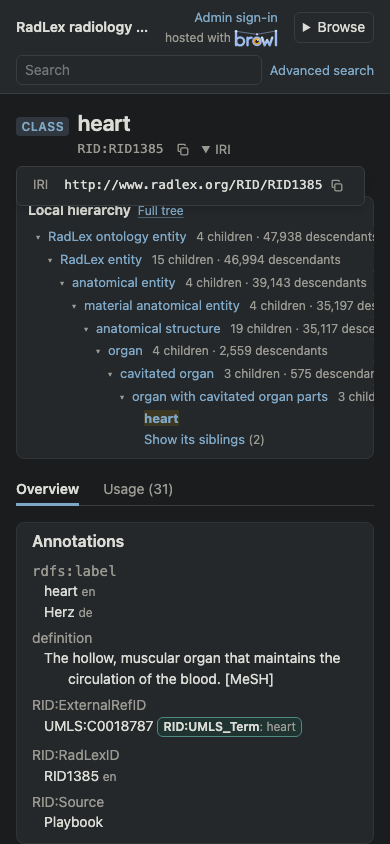 RadLex radiology ...
Admin sign-in
hosted with browl
▶ Browse
Search
Advanced search
CLASS
heart
RID:RID1385
▼ IRI
IRI http://www.radlex.org/RID/RID1385
Local hierarchy Full tree
RadLex ontology entity 4 children · 47,938 descendants
RadLex entity 15 children · 46,994 descendants
anatomical entity 4 children · 39,143 descendants
material anatomical entity 4 children · 35,197 des
anatomical structure 19 children · 35,117 desce
organ 4 children · 2,559 descendants
cavitated organ 3 children · 575 descendan
organ with cavitated organ parts 3 child
heart
Show its siblings (2)
Overview
Usage (31)
Annotations
rdfs:label
heart en
Herz de
definition
The hollow, muscular organ that maintains the
circulation of the blood. [MeSH]
RID:ExternalRefID
UMLS:C0018787 RID:UMLS_Term: heart
RID:RadLexID
RID1385 en
RID:Source
Playbook